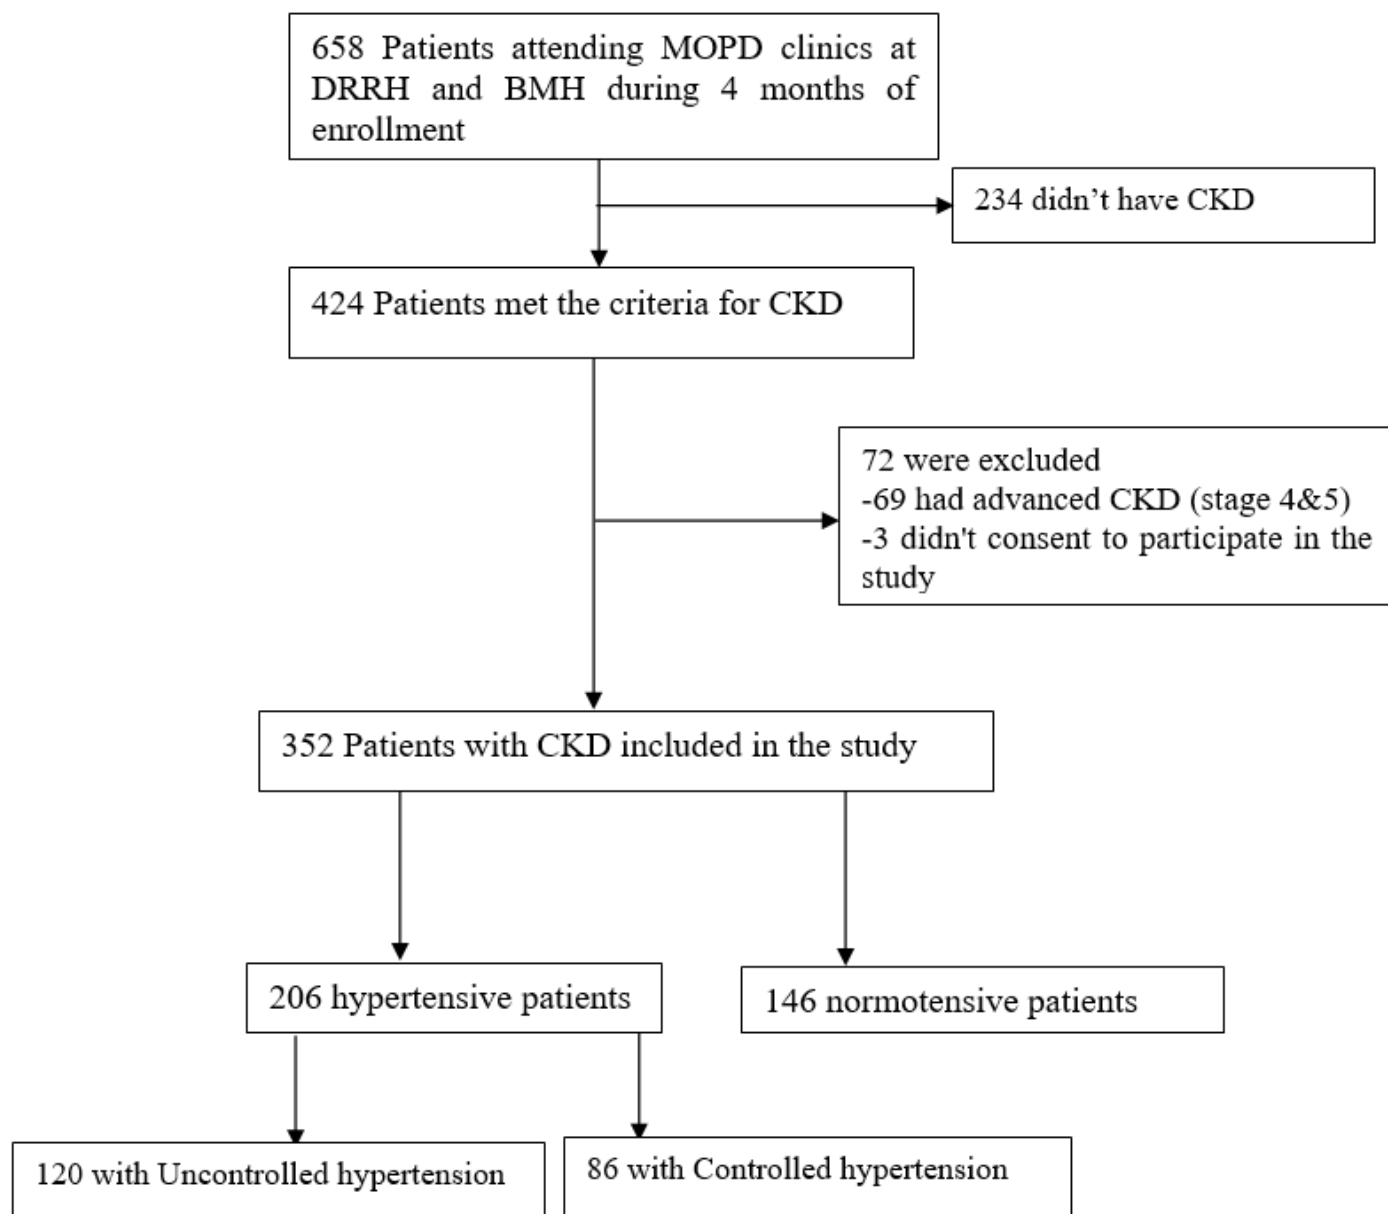 658 Patients attending MOPD clinics at
DRRH and BMH during 4 months of
enrollment
234 didn’t have CKD
424 Patients met the criteria for CKD
72 were excluded
-69 had advanced CKD (stage 4&5)
-3 didn't consent to participate in the
study
352 Patients with CKD included in the study
206 hypertensive patients
146 normotensive patients
120 with Uncontrolled hypertension
86 with Controlled hypertension